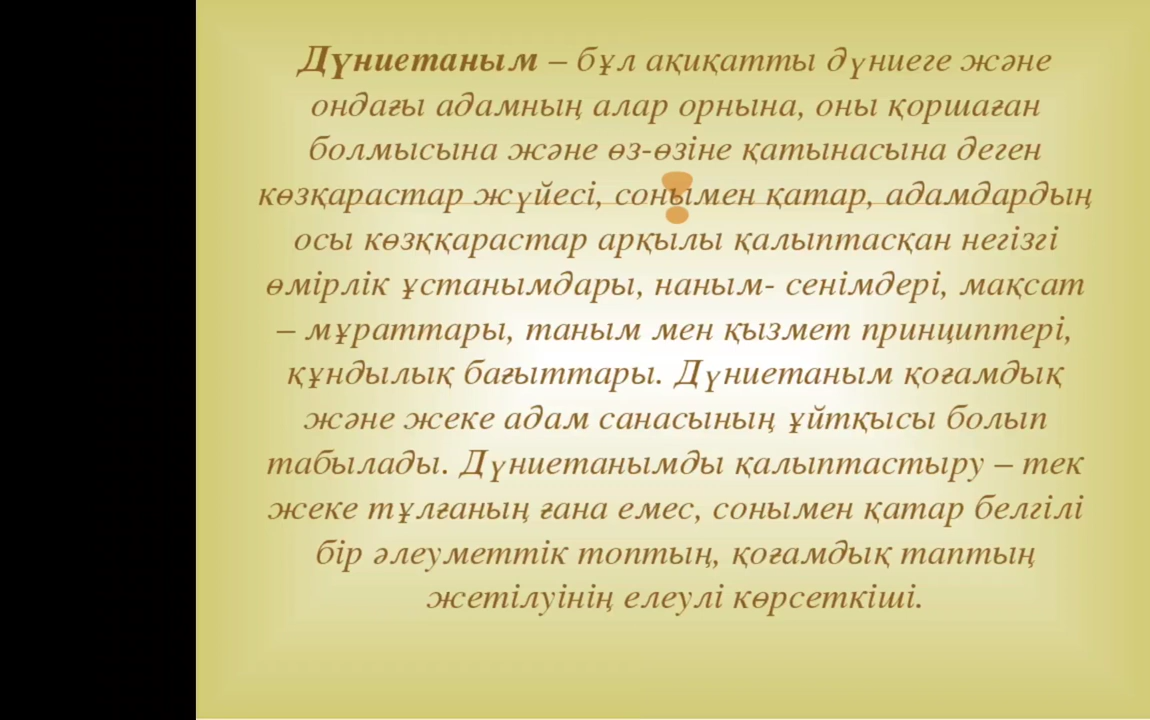 Дүниетаным – бұл ақиқатты дүниеге және
ондағы адамның алар орнына, оны қоршаған
болмысына және өз-өзіне қатынасына деген
көзқарастар жүйесі, сонымен қатар, адамдардың
осы көзққарастар арқылы қалыптасқан негізгі
өмірлік ұстанымдары, наным- сенімдері, мақсат
– мұраттары, таным мен қызмет принциптері,
құндылық бағыттары. Дүниетаным қоғамдық
және жеке адам санасының ұйтқысы болып
табылады. Дүниетанымды қалыптастыру – тек
жеке тұлғаның ғана емес, сонымен қатар белгілі
бір әлеуметтік топтың, қоғамдық таптың
жетілуінің елеулі көрсеткіші.